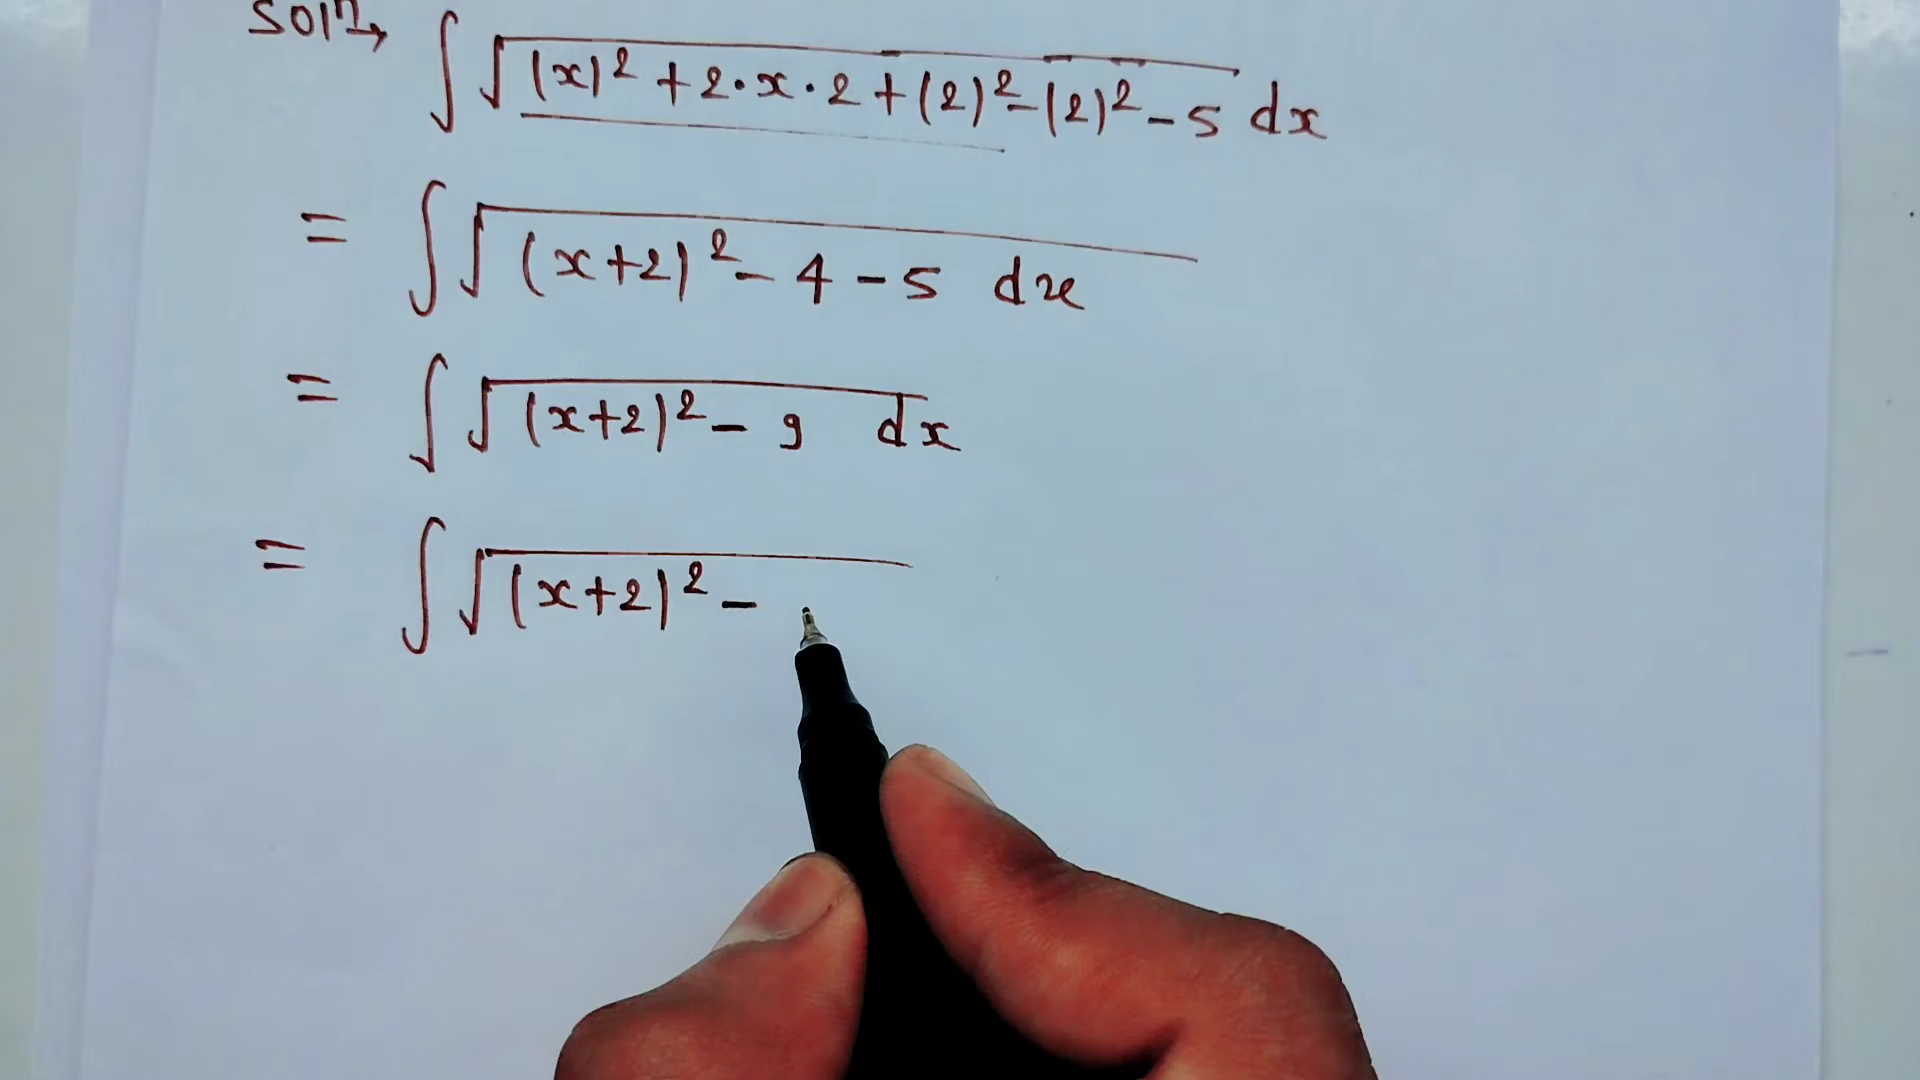 Solⁿ→ ∫√(x)² + 2·x·2 + (2)² - (2)² - 5 dx
= ∫√(x+2)² - 4 - 5 dx
= ∫√(x+2)² - 9 dx
= ∫√(x+2)² -